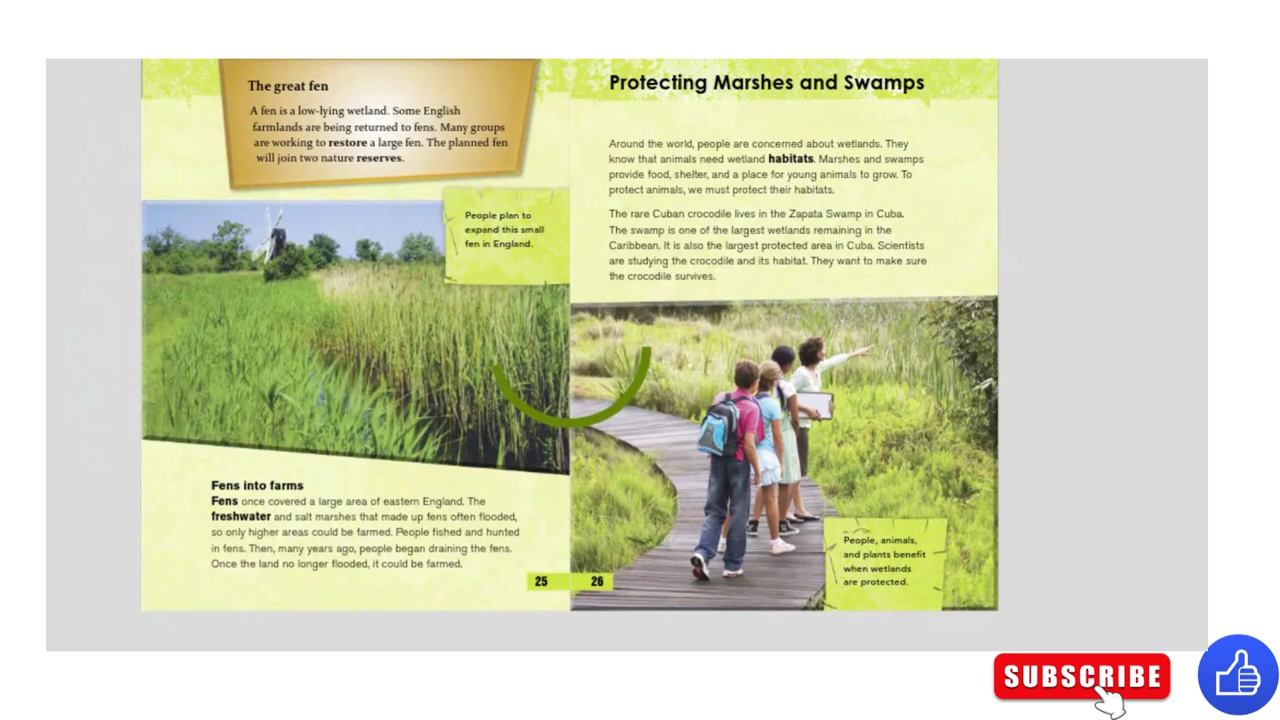 The great fen
A fen is a low-lying wetland. Some English
farmlands are being returned to fens. Many groups
are working to restore a large fen. The planned fen
will join two nature reserves.
People plan to
expand this small
fen in England.
Fens into farms
Fens once covered a large area of eastern England. The
freshwater and salt marshes that made up fens often flooded,
so only higher areas could be farmed. People fished and hunted
in fens. Then, many years ago, people began draining the fens.
Once the land no longer flooded, it could be farmed.
25
Protecting Marshes and Swamps
Around the world, people are concerned about wetlands. They
know that animals need wetland habitats. Marshes and swamps
provide food, shelter, and a place for young animals to grow. To
protect animals, we must protect their habitats.
The rare Cuban crocodile lives in the Zapata Swamp in Cuba.
The swamp is one of the largest wetlands remaining in the
Caribbean. It is also the largest protected area in Cuba. Scientists
are studying the crocodile and its habitat. They want to make sure
the crocodile survives.
People, animals,
and plants benefit
when wetlands
are protected.
26
SUBSCRIBE